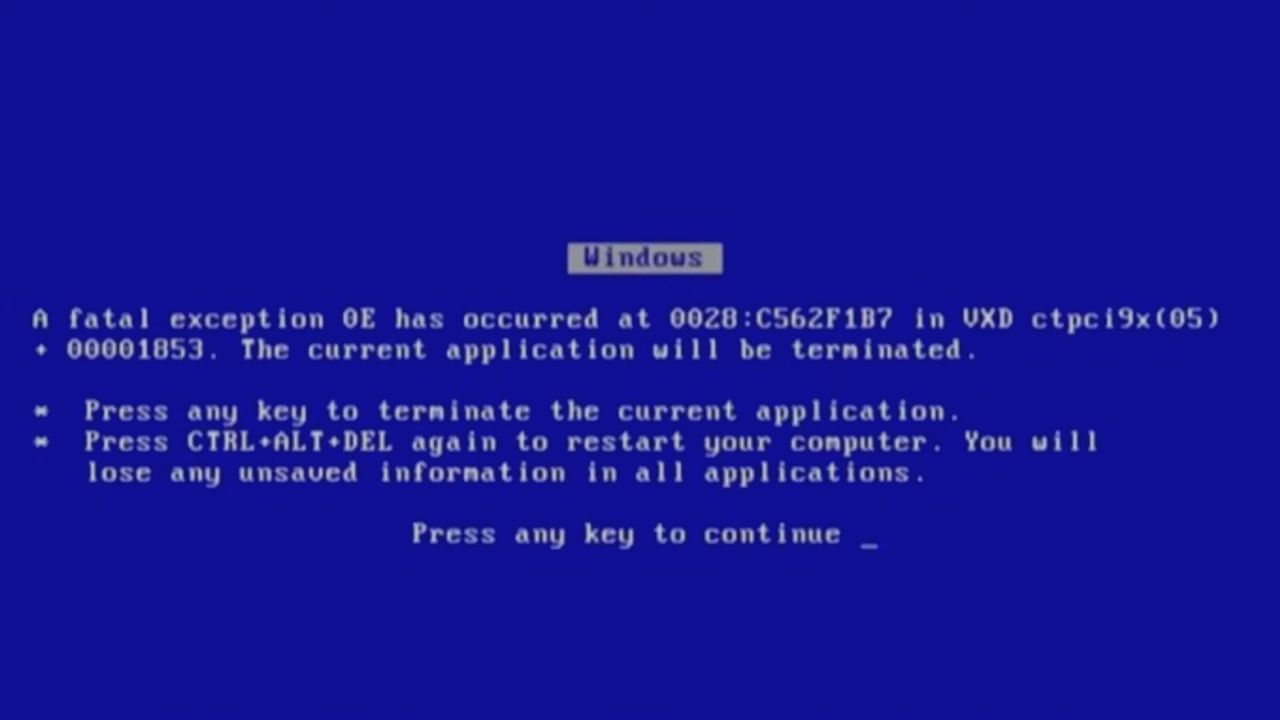 Windows
A fatal exception 0E has occurred at 0028:C562F1B7 in VXD ctpci9x(05)
+ 00001853. The current application will be terminated.
* Press any key to terminate the current application.
* Press CTRL+ALT+DEL again to restart your computer. You will
lose any unsaved information in all applications.
Press any key to continue _